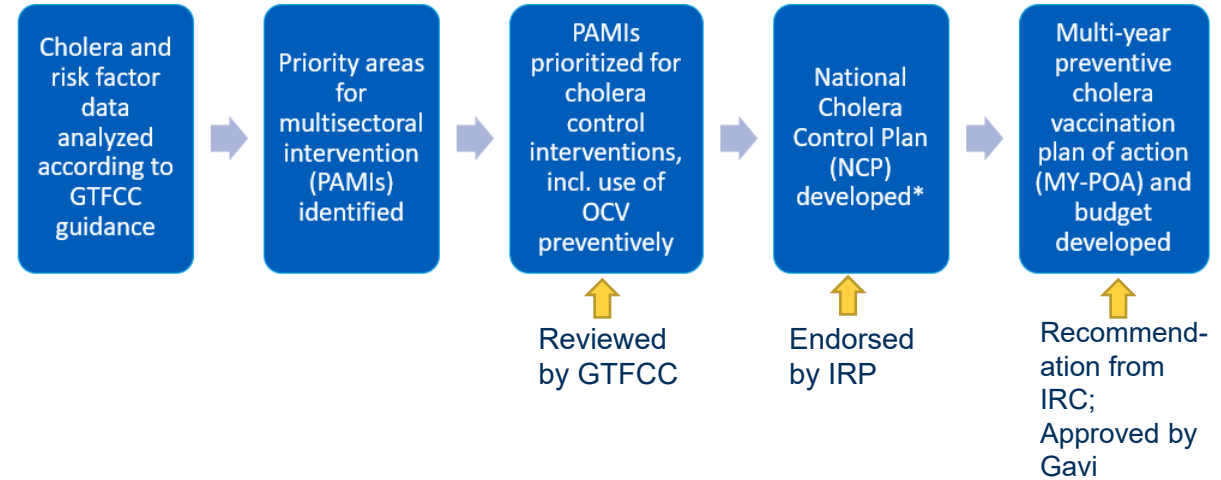 Cholera and
risk factor
data
analyzed
according to
GTFCC
guidance
Priority areas
for
multisectoral
intervention
(PAMIs)
identified
PAMIs
prioritized for
cholera
control
interventions,
incl. use of
OCV
preventively
National
Cholera
Control Plan
(NCP)
developed*
Multi-year
preventive
cholera
vaccination
plan of action
(MY-POA) and
budget
developed
Reviewed
by GTFCC
Endorsed
by IRP
Recommend-
ation from
IRC;
Approved by
Gavi